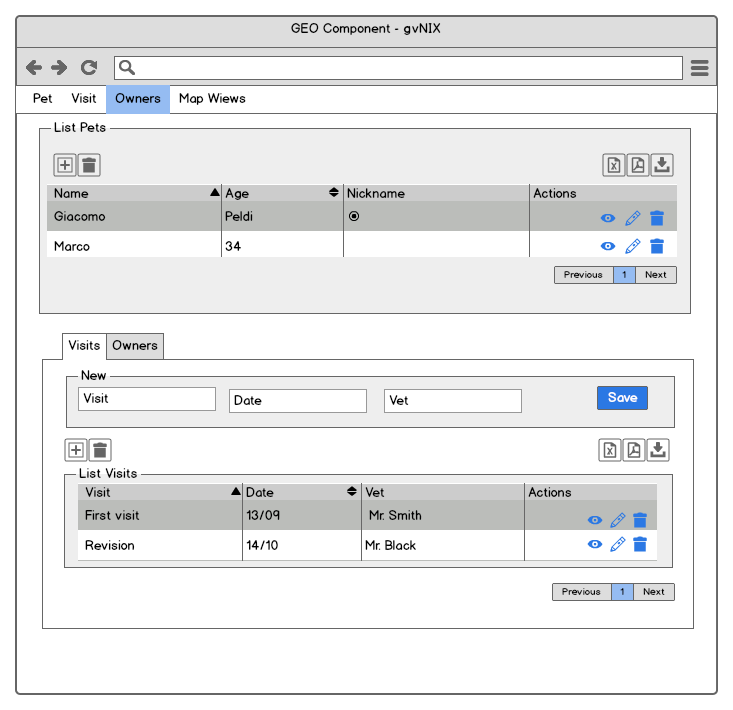 GEO Component - gvNIX
Pet Visit Owners Map Wiews
List Pets
Name Age Nickname Actions
Giacomo Peldi
Marco 34
Previous 1 Next
Visits Owners
New
Visit Date Vet Save
List Visits
Visit Date Vet Actions
First visit 13/09 Mr. Smith
Revision 14/10 Mr. Black
Previous 1 Next